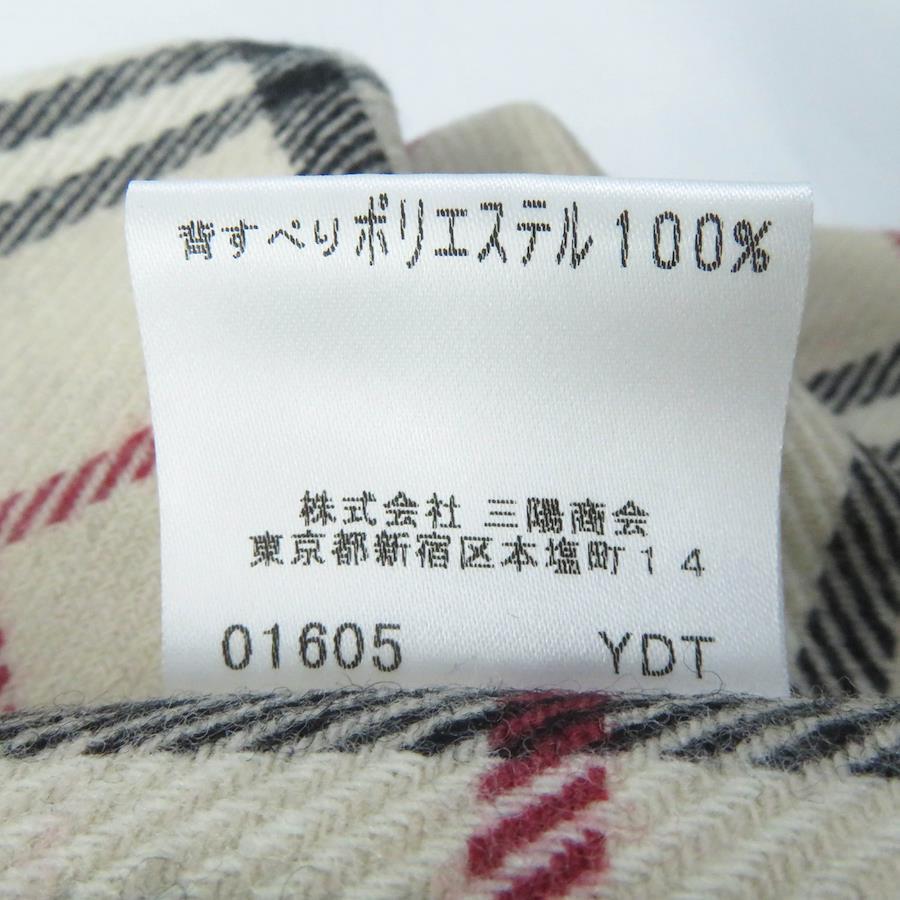 背すべりポリエステル100%
株式会社 三陽商会
東京都新宿区本塩町14
01605 YDT